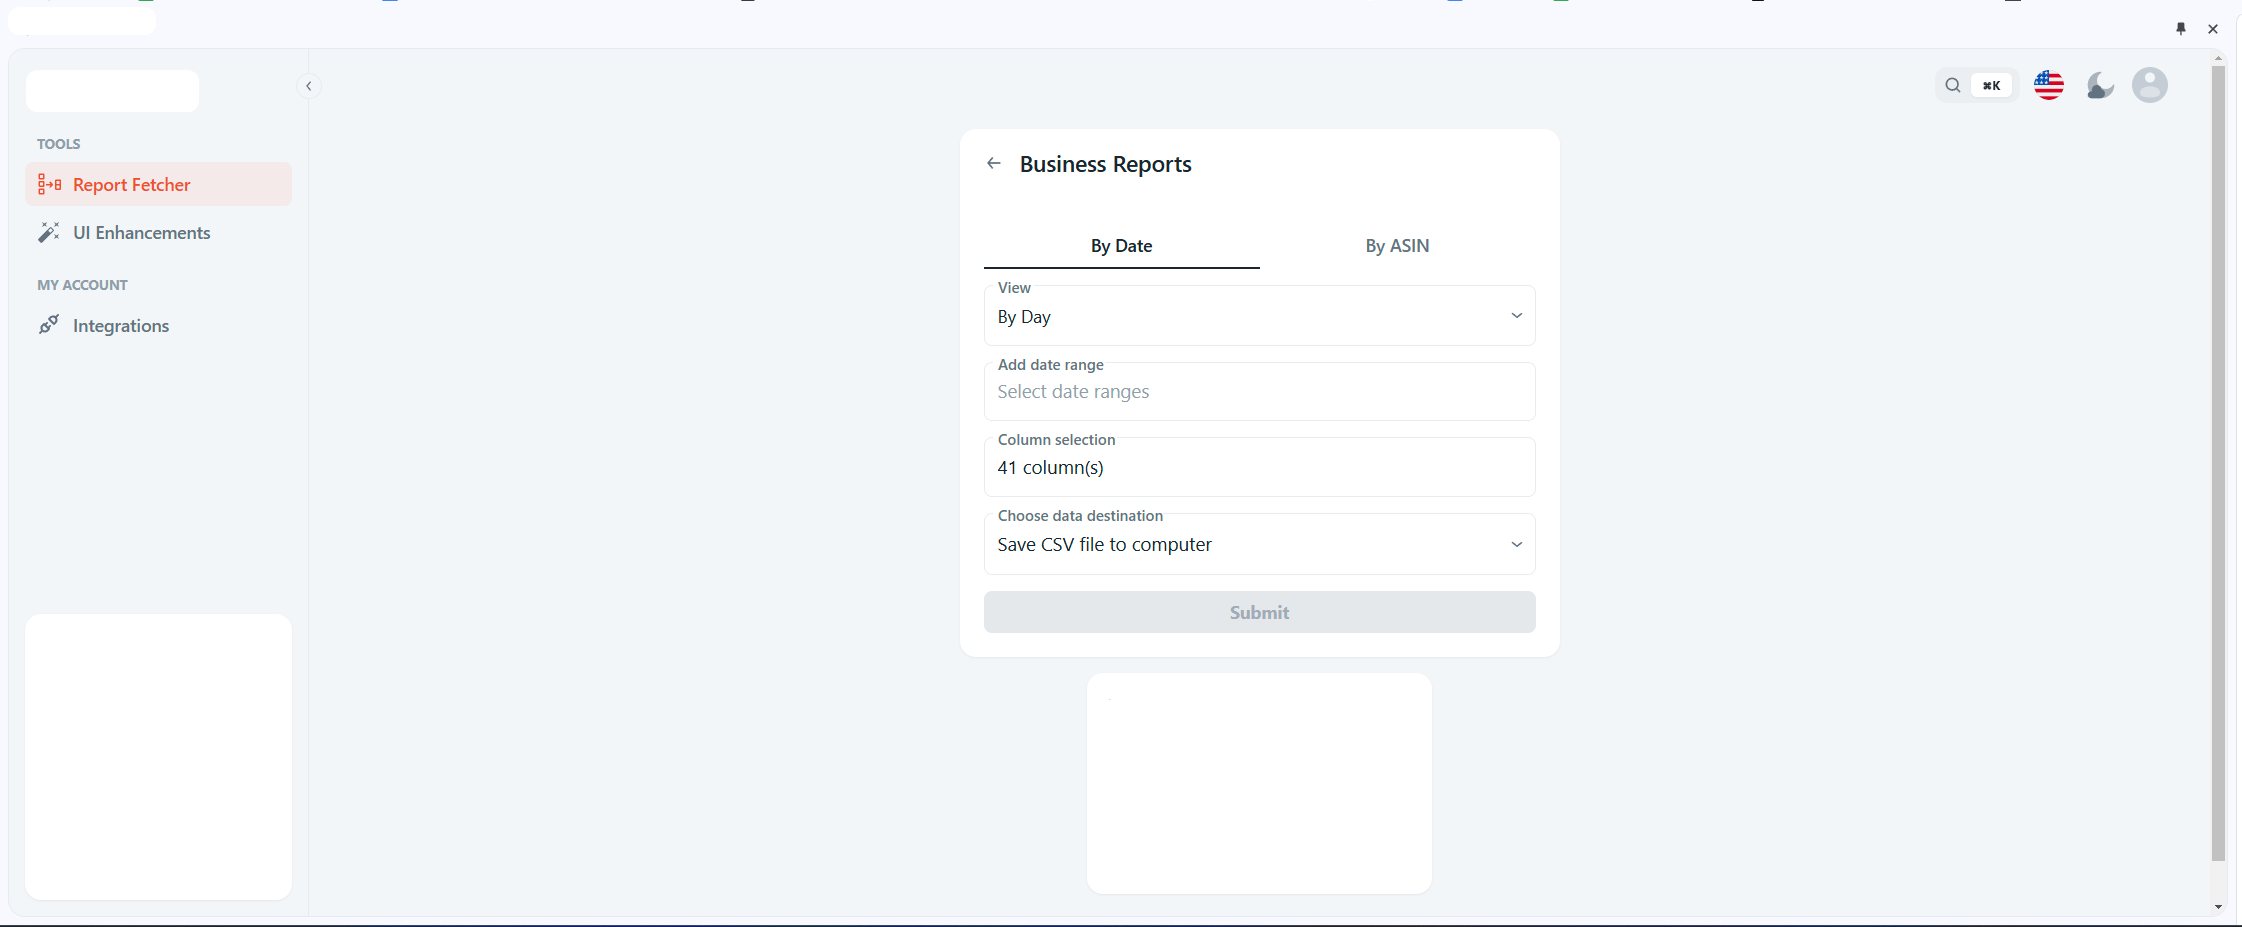 ⌘K
TOOLS
Report Fetcher
UI Enhancements
MY ACCOUNT
Integrations
Business Reports
By Date
By ASIN
View
By Day
Add date range
Select date ranges
Column selection
41 column(s)
Choose data destination
Save CSV file to computer
Submit